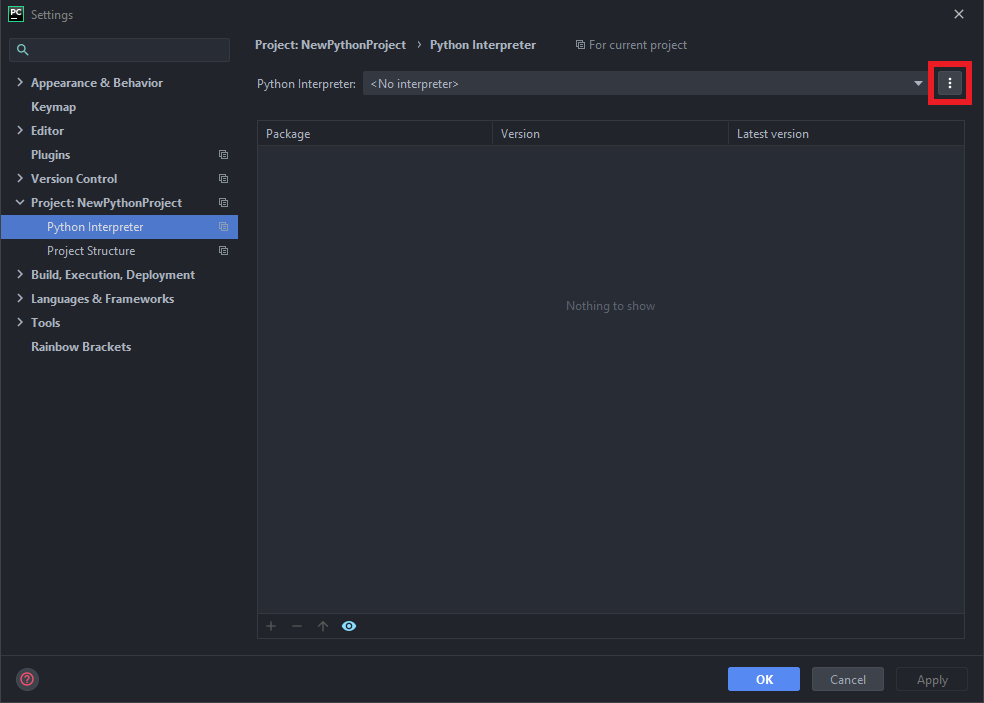 PC Settings
Project: NewPythonProject › Python Interpreter For current project
Python Interpreter: <No interpreter>
Appearance & Behavior
Keymap
Editor
Plugins
Version Control
Project: NewPythonProject
Python Interpreter
Project Structure
Build, Execution, Deployment
Languages & Frameworks
Tools
Rainbow Brackets
Package Version Latest version
Nothing to show
? OK Cancel Apply